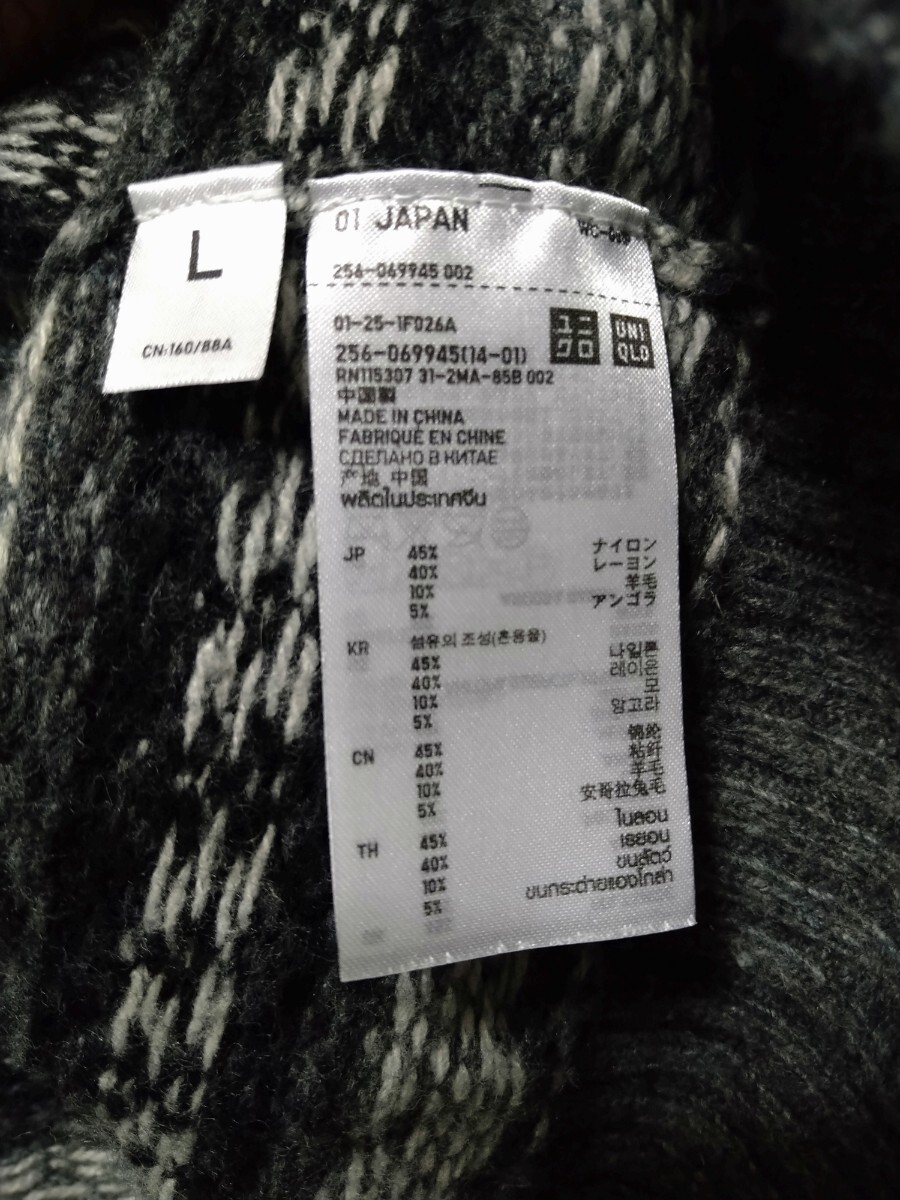 L
CN:160/88A
01 JAPAN
256-069945 002
01-25-1F026A
ユニ
クロ
UNI
QLO
256-069945(14-01)
RN115307 31-2MA-85B 002
中国製
MADE IN CHINA
FABRIQUÉ EN CHINE
СДЕЛАНО В КИТАЕ
产地 中国
ผลิตในประเทศจีน
JP 45% ナイロン
40% レーヨン
10% 羊毛
5% アンゴラ
KR 섬유의 조성(혼용율)
45% 나일론
40% 레이온
10% 모
5% 앙고라
CN 45% 锦纶
40% 粘纤
10% 羊毛
5% 安哥拉兔毛
TH 45% ไนลอน
40% เรยอน
10% ขนสัตว์
5% ขนกระต่ายแองโกล่า